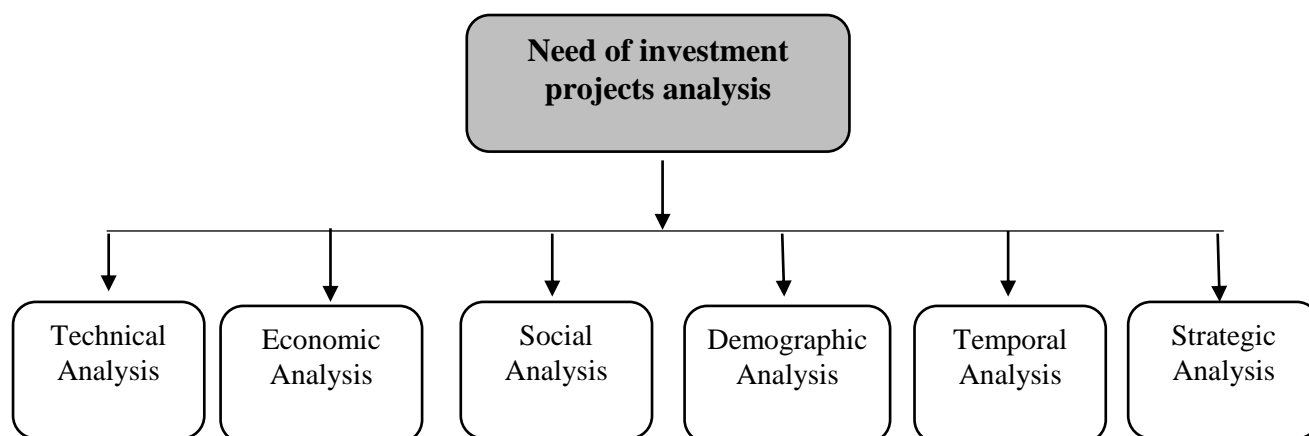 Need of investment
projects analysis
Technical
Analysis
Economic
Analysis
Social
Analysis
Demographic
Analysis
Temporal
Analysis
Strategic
Analysis